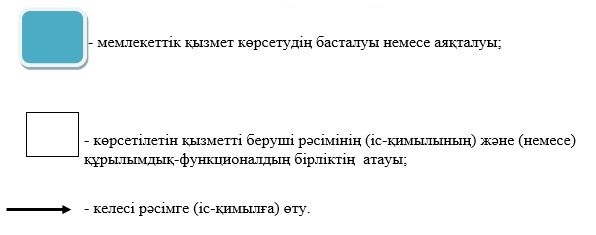 - мемлекеттік қызмет көрсетудің басталуы немесе аяқталуы;
- көрсетілетін қызметті беруші рәсімінің (іс-қимылының) және (немесе)
құрылымдық-функционалдың бірліктің атауы;
- келесі рәсімге (іс-қимылға) өту.